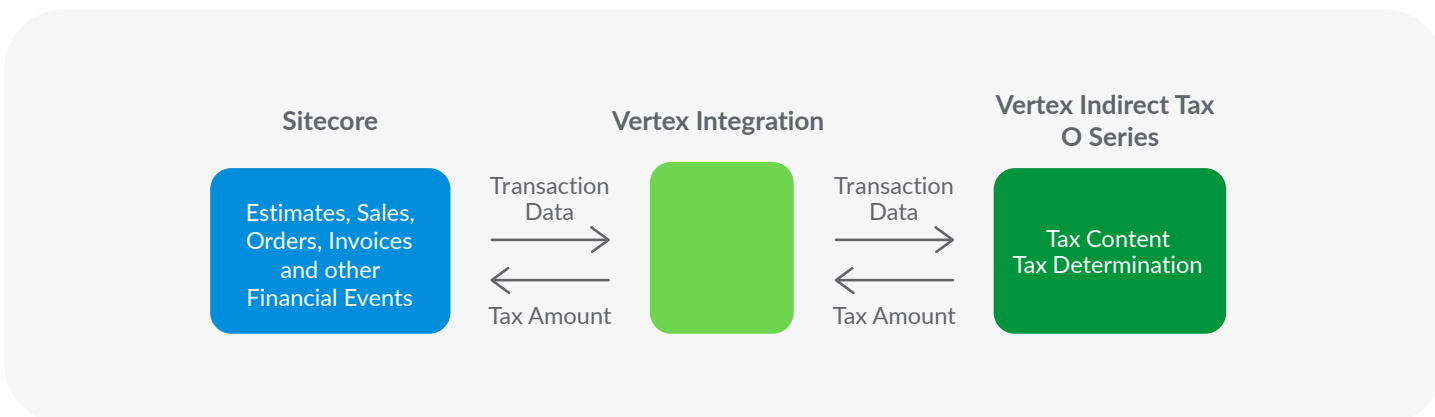 Sitecore
Vertex Integration
Vertex Indirect Tax
O Series
Estimates, Sales,
Orders, Invoices
and other
Financial Events
Transaction
Data
Tax Amount
Transaction
Data
Tax Amount
Tax Content
Tax Determination